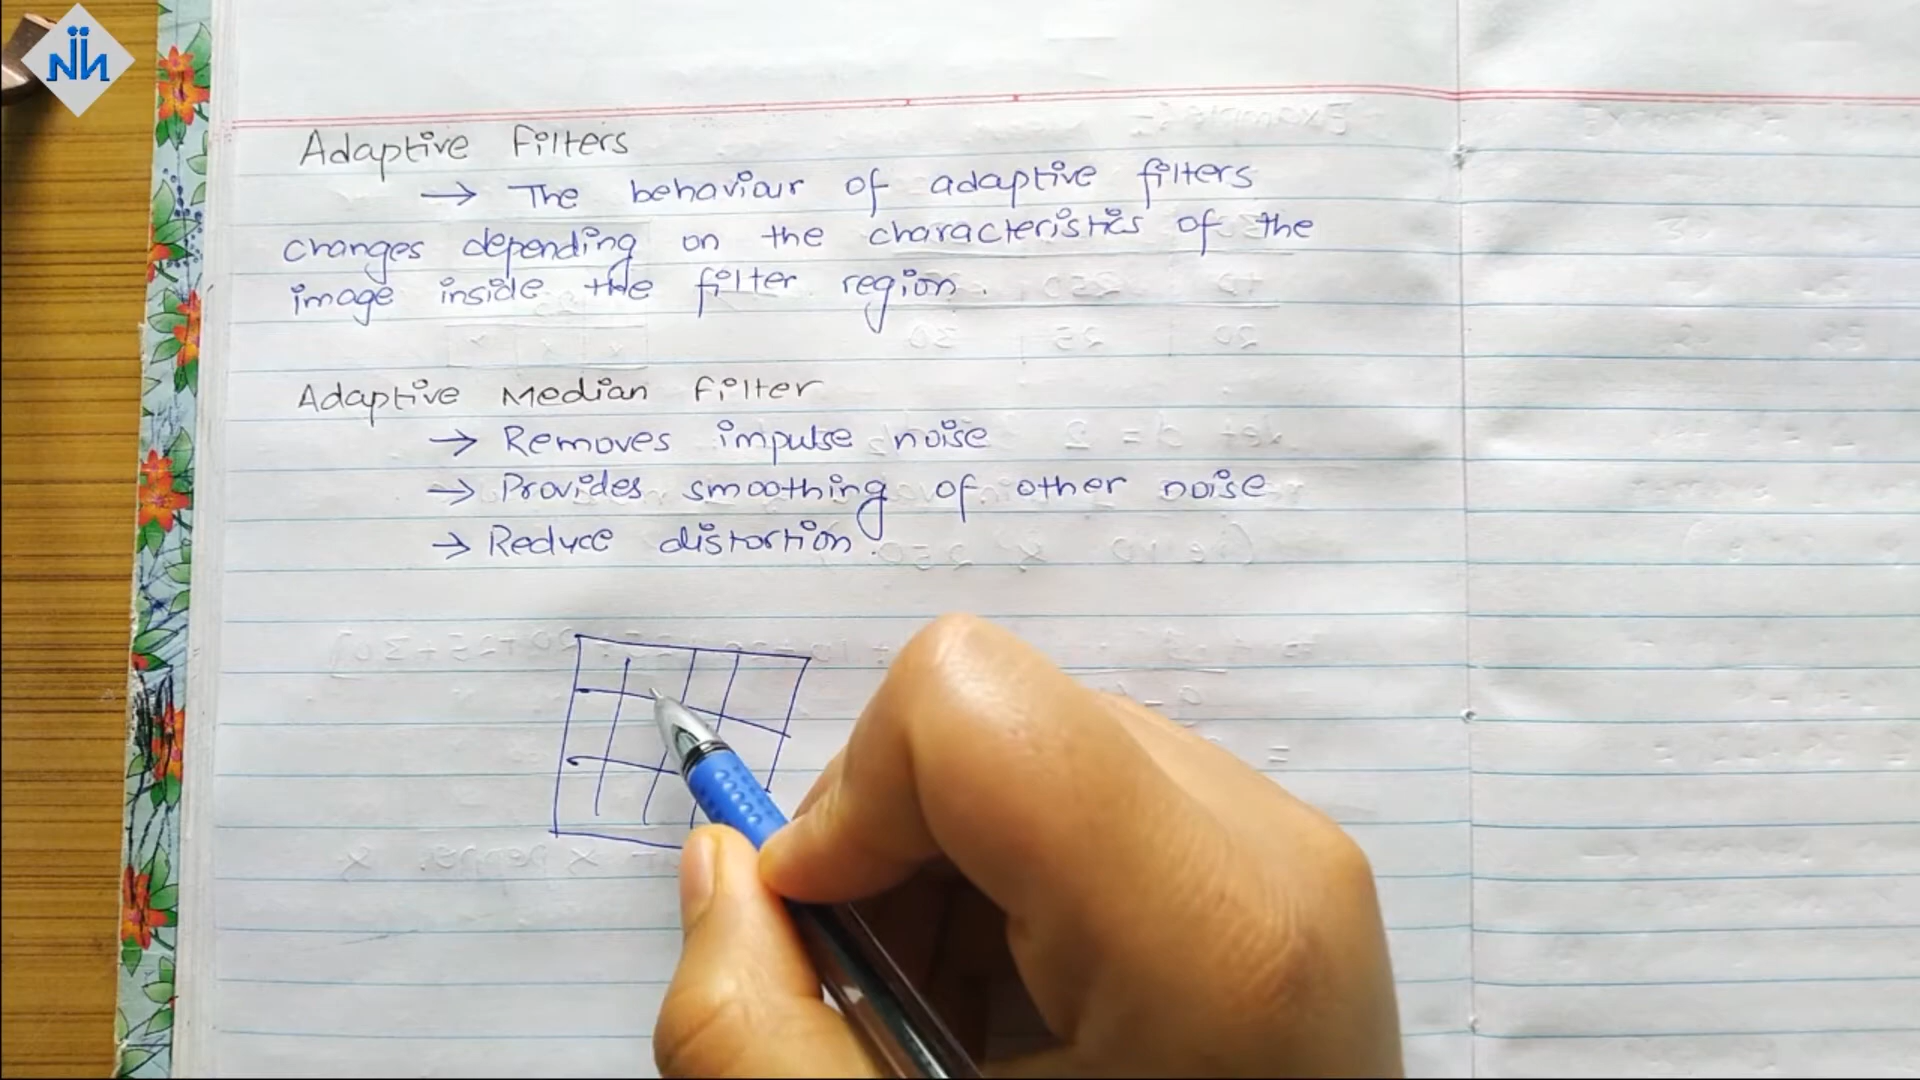 Adaptive Filters
→ The behaviour of adaptive filters
changes depending on the characteristics of the
image inside the filter region.
Adaptive Median Filter
→ Removes impulse noise
→ Provides smoothing of other noise
→ Reduce distortion.